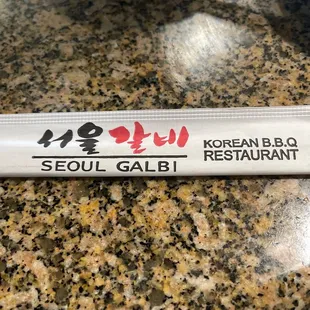 서울 갈비
SEOUL GALBI
KOREAN B.B.Q
RESTAURANT